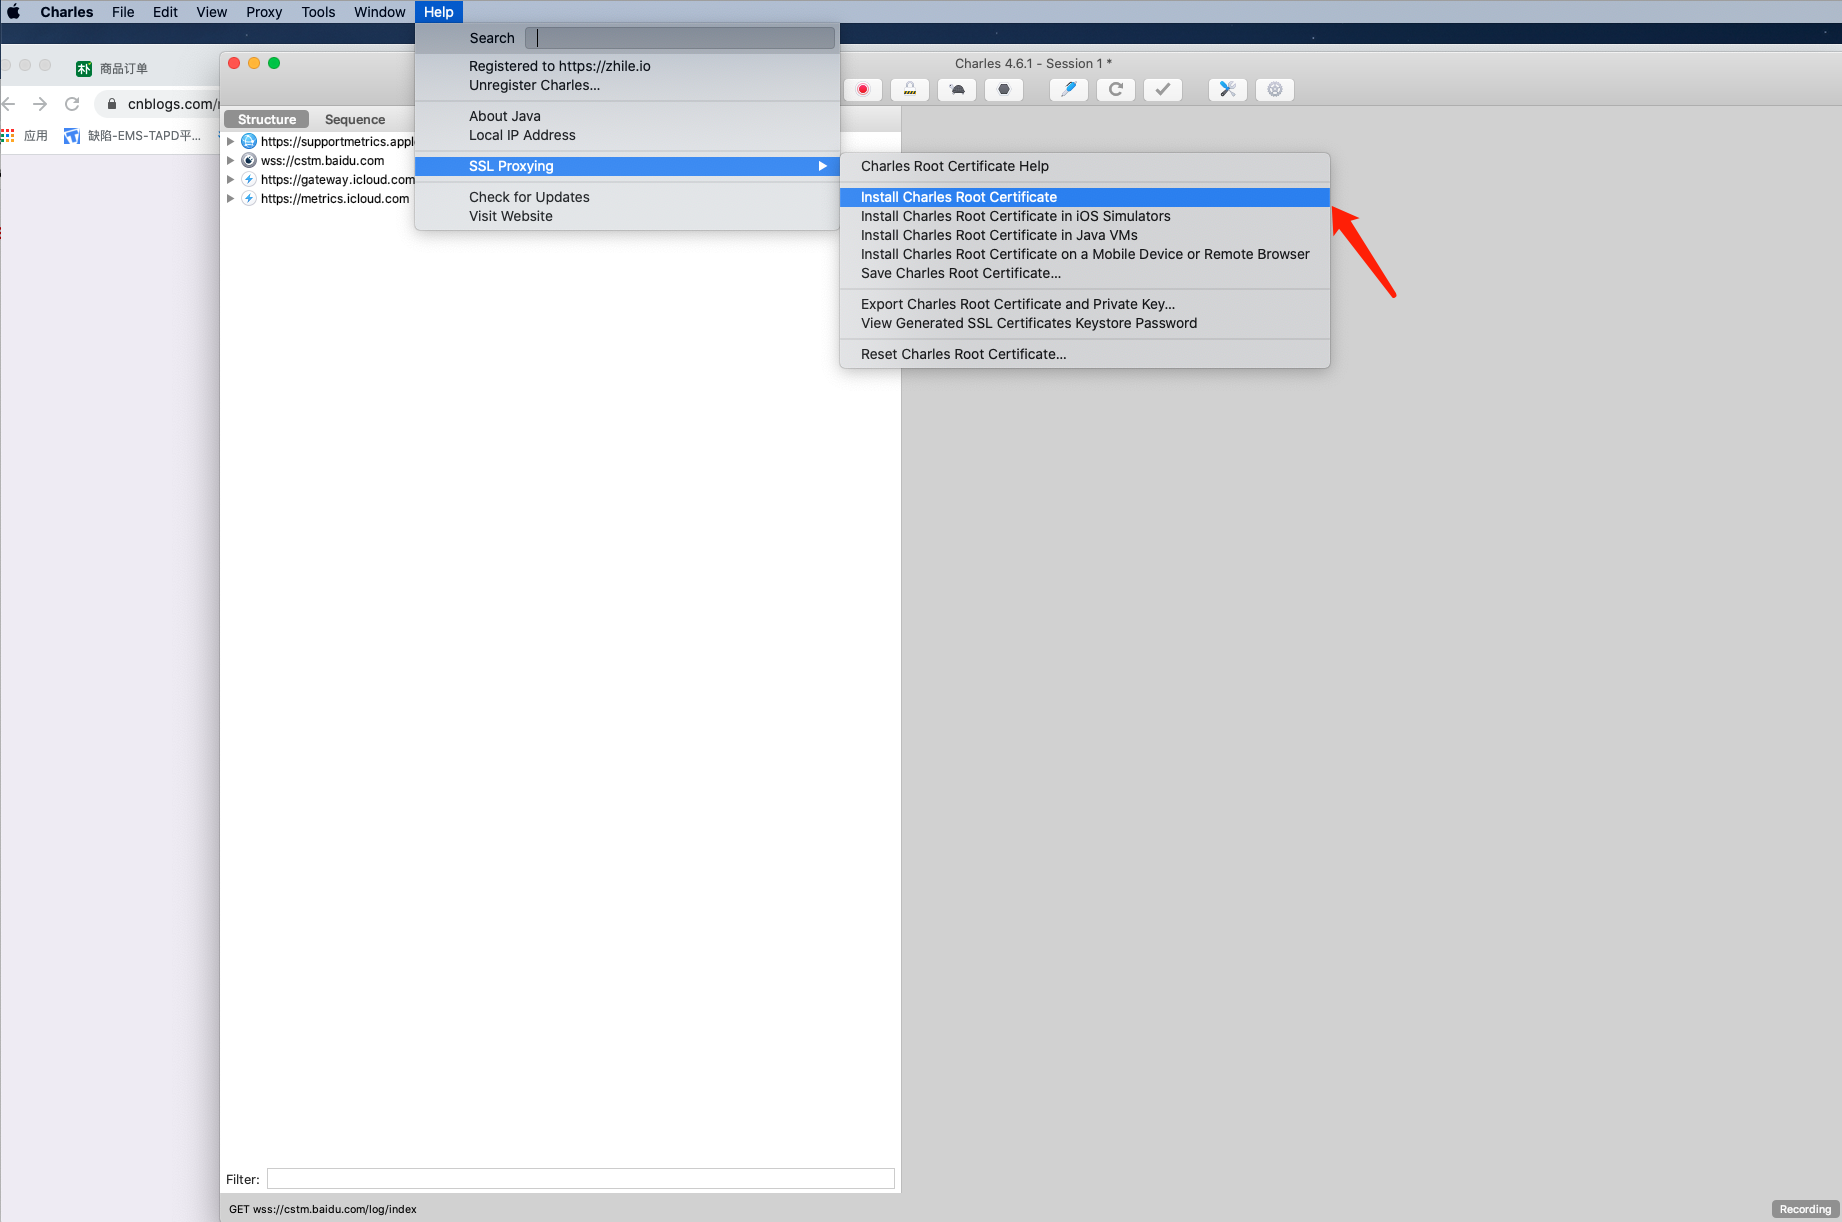 Charles File Edit View Proxy Tools Window Help
Search
Registered to https://zhile.io
Unregister Charles...
About Java
Local IP Address
SSL Proxying
Check for Updates
Visit Website
Charles Root Certificate Help
Install Charles Root Certificate
Install Charles Root Certificate in iOS Simulators
Install Charles Root Certificate in Java VMs
Install Charles Root Certificate on a Mobile Device or Remote Browser
Save Charles Root Certificate...
Export Charles Root Certificate and Private Key...
View Generated SSL Certificates Keystore Password
Reset Charles Root Certificate...
朴 商品订单
cnblogs.com/
应用 缺陷-EMS-TAPD平...
Charles 4.6.1 - Session 1 *
Structure Sequence
https://supportmetrics.appl
wss://cstm.baidu.com
https://gateway.icloud.com
https://metrics.icloud.com
Filter:
GET wss://cstm.baidu.com/log/index
Recording